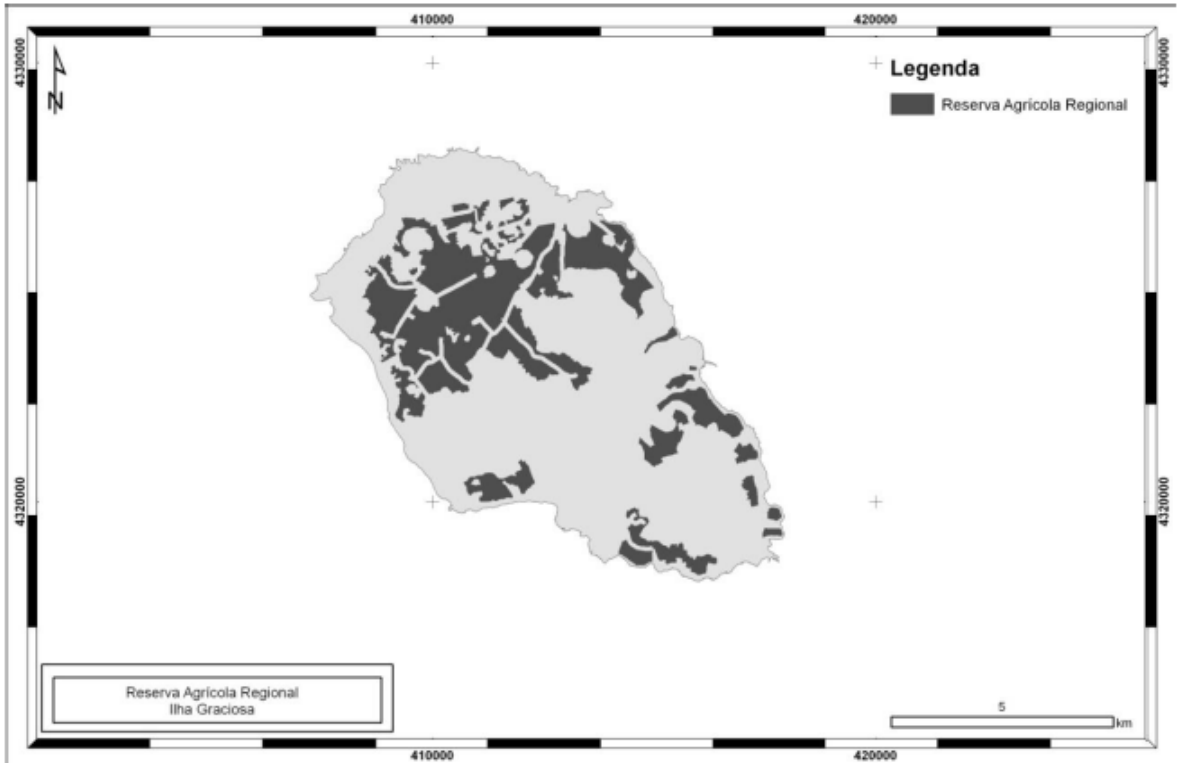 410000
420000
4330000
4330000
N
Legenda
Reserva Agrícola Regional
4320000
4320000
Reserva Agrícola Regional
Ilha Graciosa
5
km
410000
420000